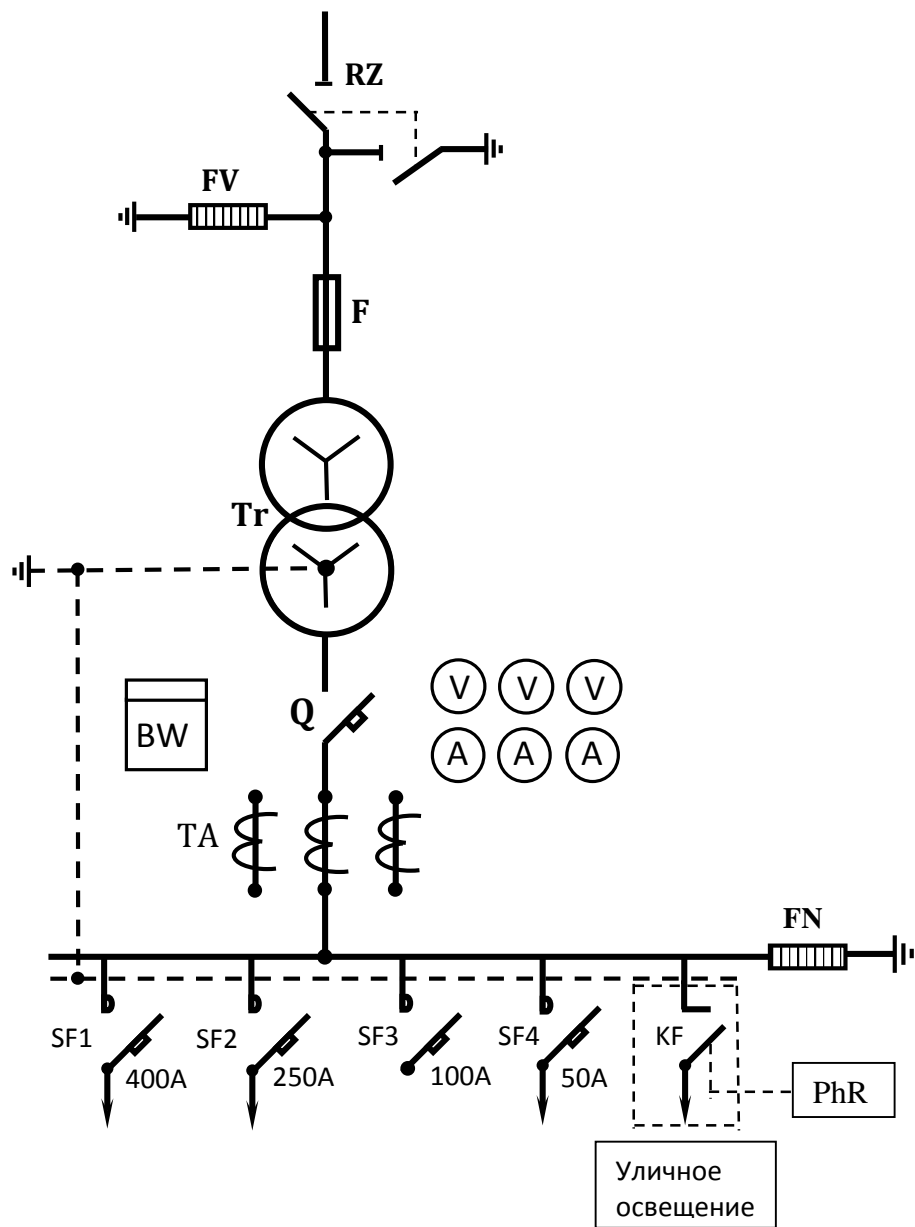 RZ
FV
F
Tr
Q
V V V
BW
A A A
TA
FN
SF1
SF2
SF3
SF4
KF
400A
250A
100A
50A
PhR
Уличное
освещение